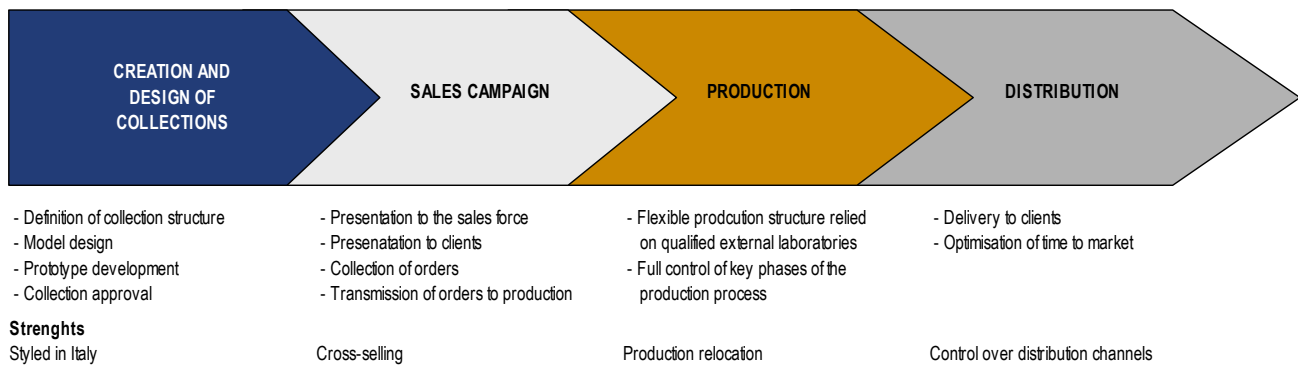 CREATION AND
DESIGN OF
COLLECTIONS
SALES CAMPAIGN
PRODUCTION
DISTRIBUTION
- Definition of collection structure
- Model design
- Prototype development
- Collection approval
- Presentation to the sales force
- Presenatation to clients
- Collection of orders
- Transmission of orders to production
- Flexible prodcution structure relied
on qualified external laboratories
- Full control of key phases of the
production process
- Delivery to clients
- Optimisation of time to market
Strenghts
Styled in Italy
Cross-selling
Production relocation
Control over distribution channels